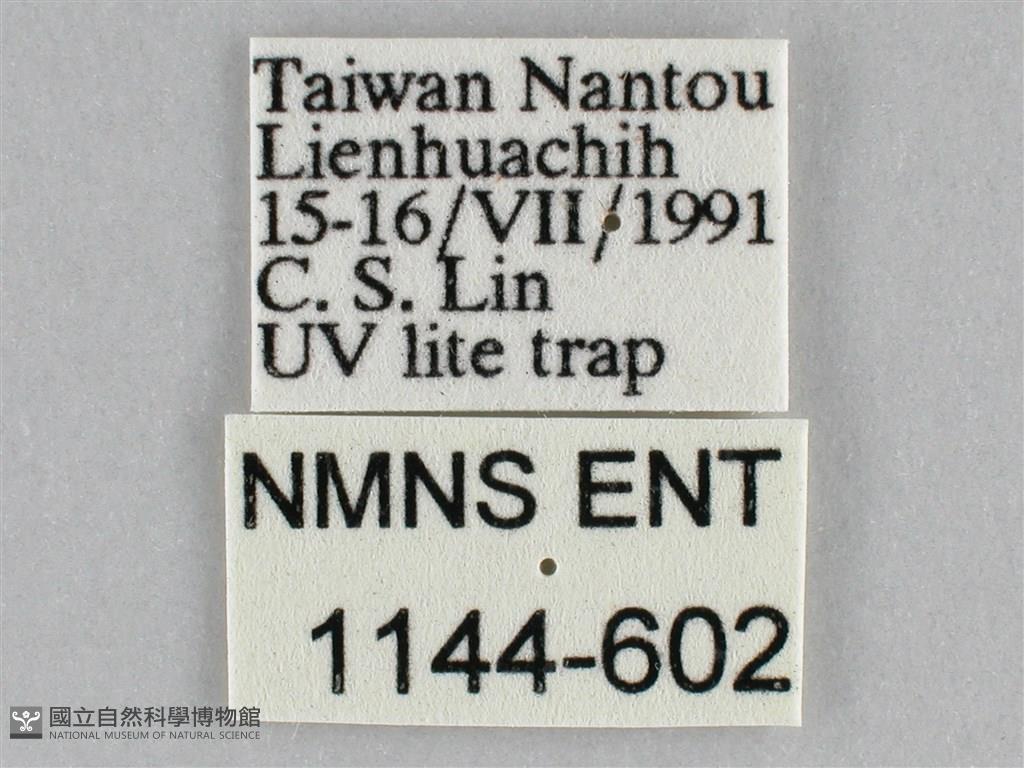 Taiwan Nantou
Lienhuachih
15-16/VII/1991
C. S. Lin
UV lite trap
NMNS ENT
1144-602
國立自然科學博物館
NATIONAL MUSEUM OF NATURAL SCIENCE